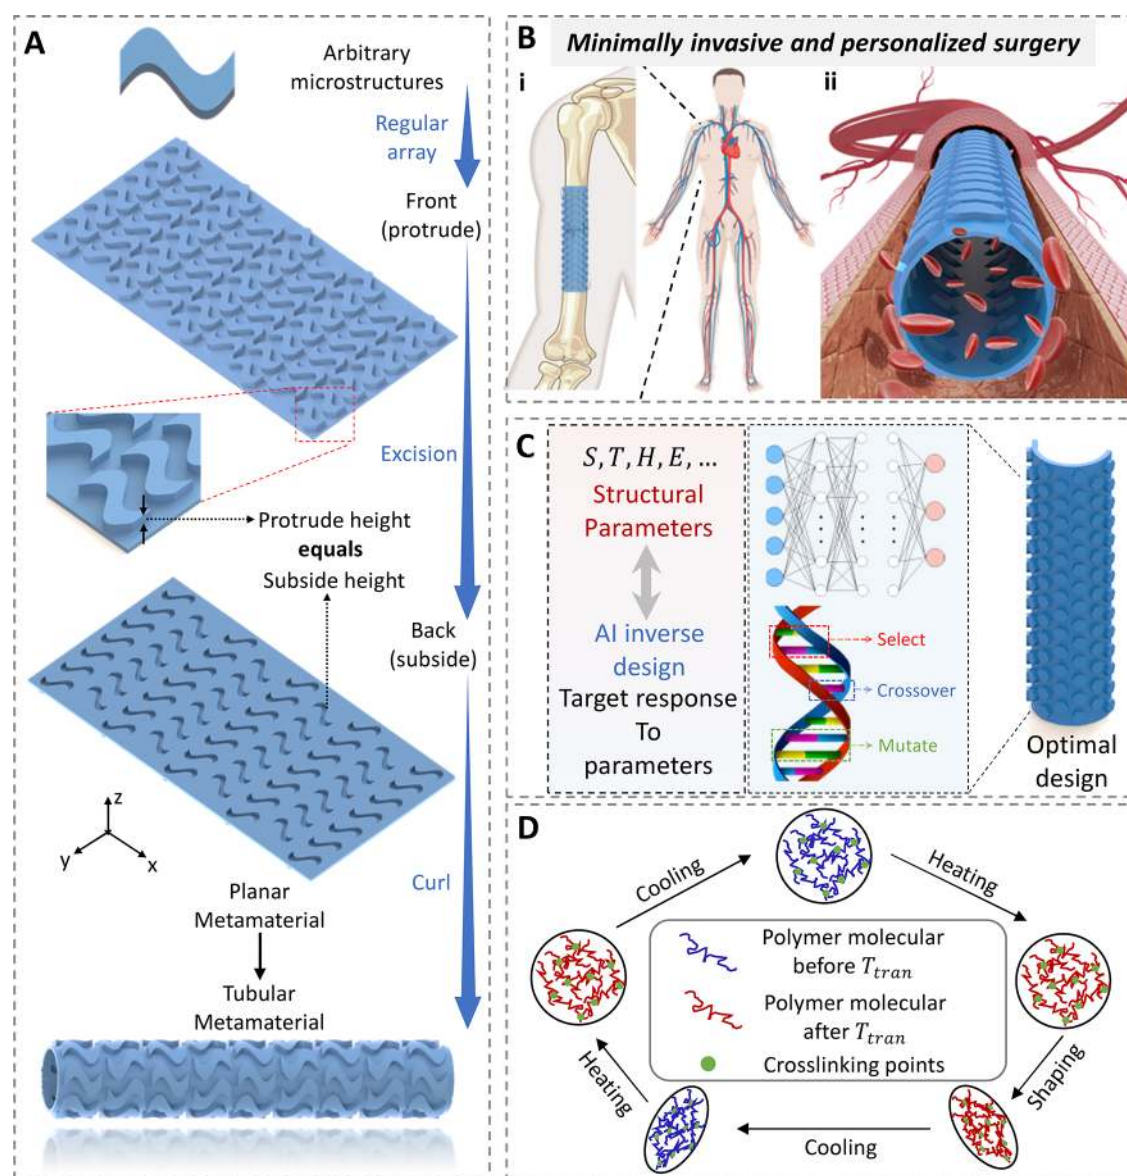 A
Arbitrary
microstructures
Regular
array
Front
(protrude)
Excision
Protrude height
equals
Subside height
Back
(subside)
z
y
x
Curl
Planar
Metamaterial
Tubular
Metamaterial
B
Minimally invasive and personalized surgery
i
ii
C
S, T, H, E, ...
Structural
Parameters
AI inverse
design
Target response
To
parameters
Select
Crossover
Mutate
Optimal
design
D
Cooling
Heating
Polymer molecular
before T_tran
Polymer molecular
after T_tran
Crosslinking points
Heating
Shaping
Cooling